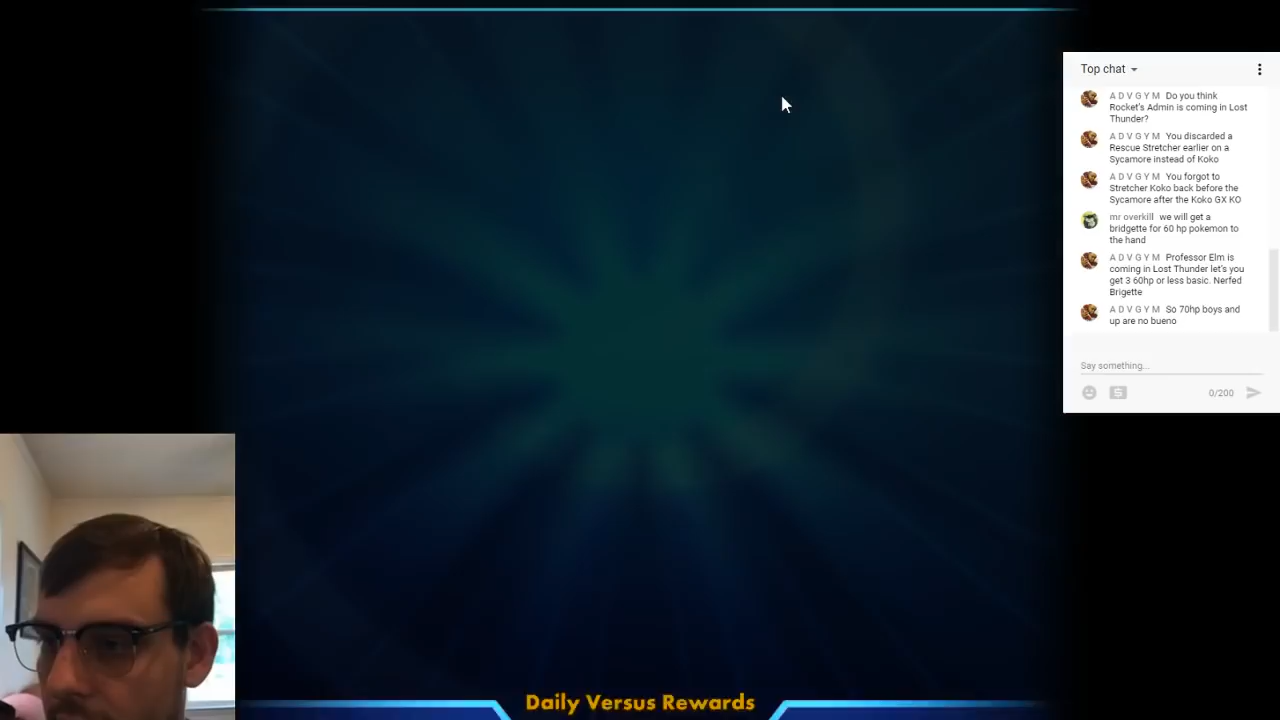 Top chat
A D V G Y M Do you think
Rocket's Admin is coming in Lost
Thunder?
A D V G Y M You discarded a
Rescue Stretcher earlier on a
Sycamore instead of Koko
A D V G Y M You forgot to
Stretcher Koko back before the
Sycamore after the Koko GX KO
mr overkill we will get a
bridgette for 60 hp pokemon to
the hand
A D V G Y M Professor Elm is
coming in Lost Thunder let's you
get 3 60hp or less basic. Nerfed
Brigette
A D V G Y M So 70hp boys and
up are no bueno
Say something...
0/200
Daily Versus Rewards